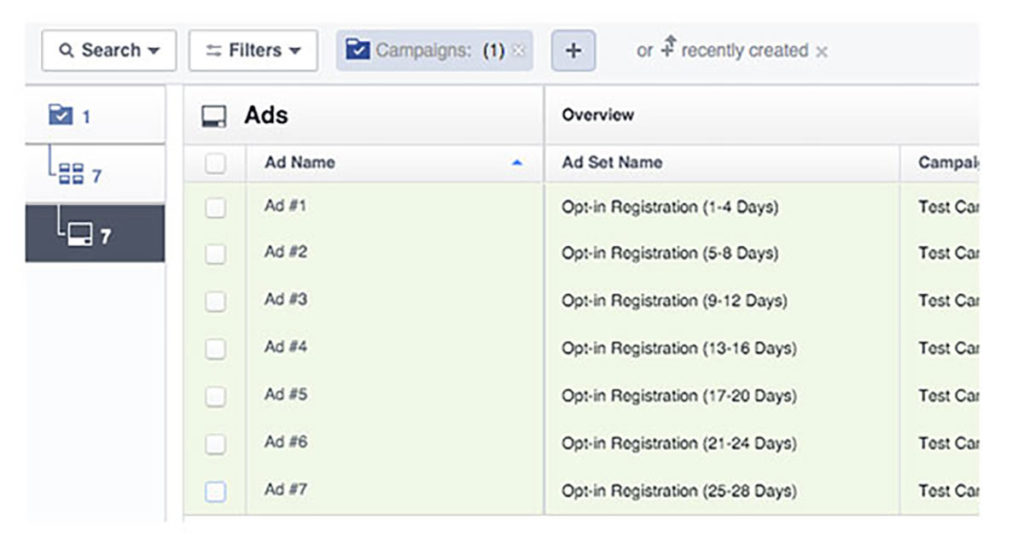 Search Filters Campaigns: (1) × + or recently created ×
1 Ads Overview
7 Ad Name Ad Set Name Campai
7 Ad #1 Opt-in Registration (1-4 Days) Test Car
Ad #2 Opt-in Registration (5-8 Days) Test Car
Ad #3 Opt-in Registration (9-12 Days) Test Car
Ad #4 Opt-in Registration (13-16 Days) Test Car
Ad #5 Opt-in Registration (17-20 Days) Test Car
Ad #6 Opt-in Registration (21-24 Days) Test Car
Ad #7 Opt-in Registration (25-28 Days) Test Car